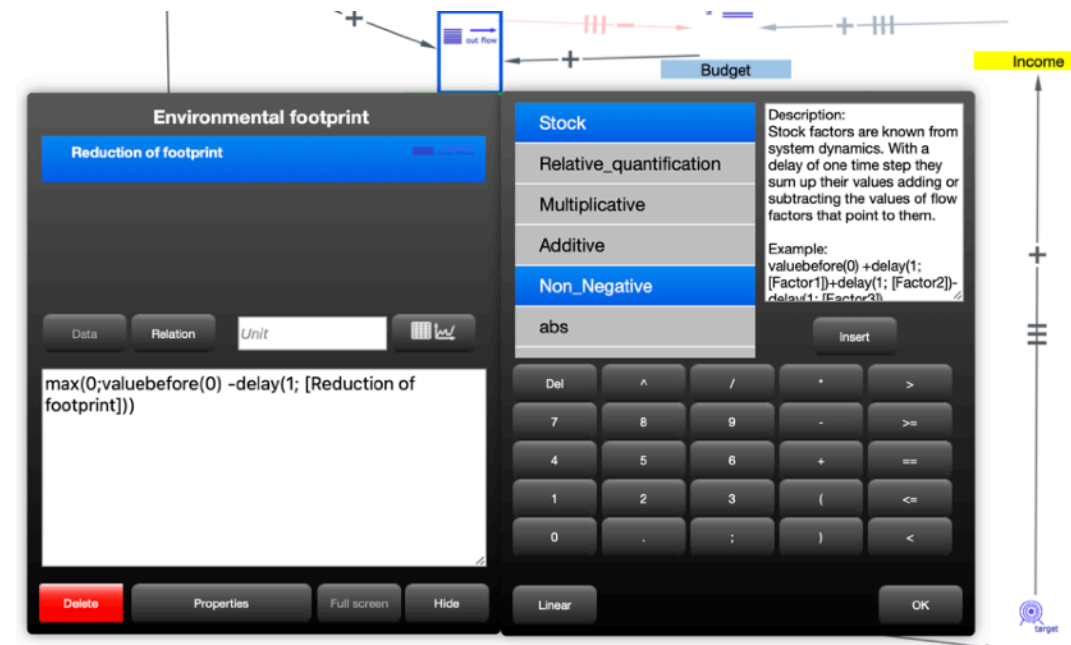 out flow
Budget
Income
Environmental footprint
Reduction of footprint
Data
Relation
Unit
max(0;valuebefore(0) -delay(1; [Reduction of
footprint]))
Delete
Properties
Full screen
Hide
Stock
Relative_quantification
Multiplicative
Additive
Non_Negative
abs
Description:
Stock factors are known from
system dynamics. With a
delay of one time step they
sum up their values adding or
subtracting the values of flow
factors that point to them.
Example:
valuebefore(0) +delay(1;
[Factor1])+delay(1; [Factor2])-
delay(1; [Factor3])
Insert
Del ^ / * >
7 8 9 - >=
4 5 6 + ==
1 2 3 ( <=
0 . ; ) <
Linear
OK
target